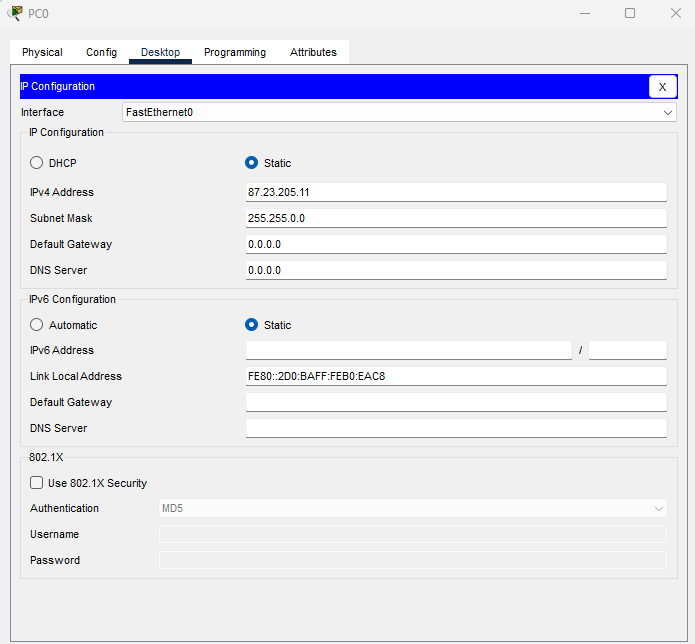 PC0
Physical Config Desktop Programming Attributes
IP Configuration X
Interface FastEthernet0
IP Configuration
DHCP Static
IPv4 Address 87.23.205.11
Subnet Mask 255.255.0.0
Default Gateway 0.0.0.0
DNS Server 0.0.0.0
IPv6 Configuration
Automatic Static
IPv6 Address /
Link Local Address FE80::2D0:BAFF:FEB0:EAC8
Default Gateway
DNS Server
802.1X
Use 802.1X Security
Authentication MD5
Username
Password